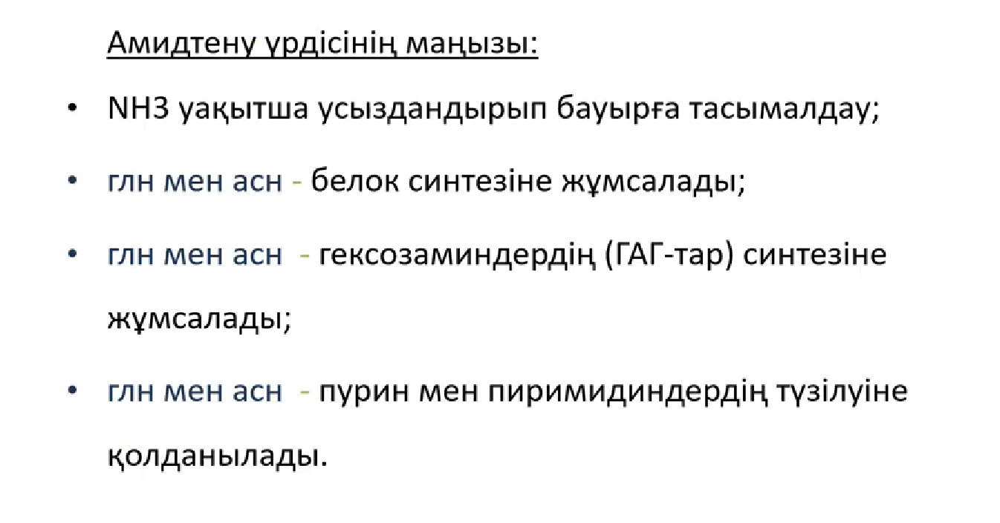 Амидтену үрдісінің маңызы:
• NH3 уақытша усыздандырып бауырға тасымалдау;
• глн мен асн - белок синтезіне жұмсалады;
• глн мен асн - гексозаминдердің (ГАГ-тар) синтезіне
жұмсалады;
• глн мен асн - пурин мен пиримидиндердің түзілуіне
қолданылады.